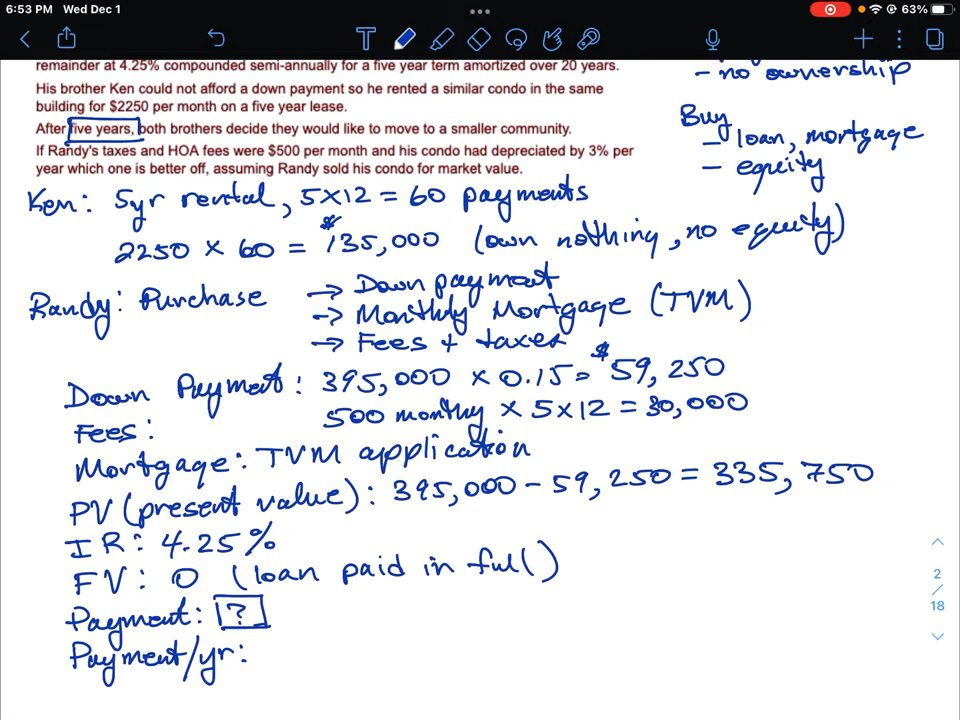 6:53 PM Wed Dec 1
63%
T
remainder at 4.25% compounded semi-annually for a five year term amortized over 20 years.
His brother Ken could not afford a down payment so he rented a similar condo in the same
building for $2250 per month on a five year lease.
After five years, both brothers decide they would like to move to a smaller community.
If Randy's taxes and HOA fees were $500 per month and his condo had depreciated by 3% per
year which one is better off, assuming Randy sold his condo for market value.
- no ownership
Buy
- loan, mortgage
- equity
Ken: 5yr rental, 5x12 = 60 payments
2250 x 60 = $135,000 (own nothing, no equity)
Randy: Purchase → Down payment
→ Monthly Mortgage (TVM)
→ Fees + taxes
Down Payment: 395,000 x 0.15 = $59,250
Fees: 500 monthly x 5x12 = 30,000
Mortgage: TVM application
PV (present value): 395,000 - 59,250 = 335,750
IR: 4.25%
FV: 0 (loan paid in full)
Payment: ?
Payment/yr:
2
/
18